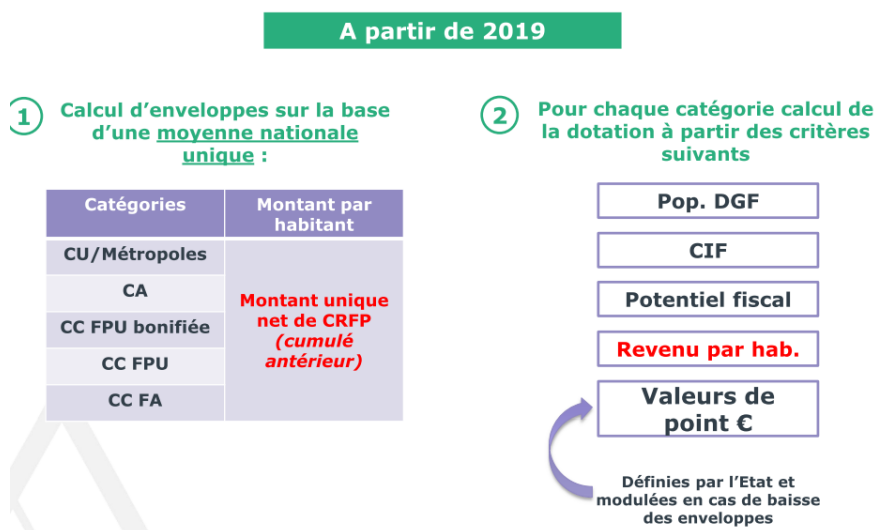 A partir de 2019
1
Calcul d'enveloppes sur la base
d'une moyenne nationale
unique :
Catégories
Montant par
habitant
CU/Métropoles
CA
CC FPU bonifiée
CC FPU
CC FA
Montant unique
net de CRFP
(cumulé
antérieur)
2
Pour chaque catégorie calcul de
la dotation à partir des critères
suivants
Pop. DGF
CIF
Potentiel fiscal
Revenu par hab.
Valeurs de
point €
Définies par l'Etat et
modulées en cas de baisse
des enveloppes